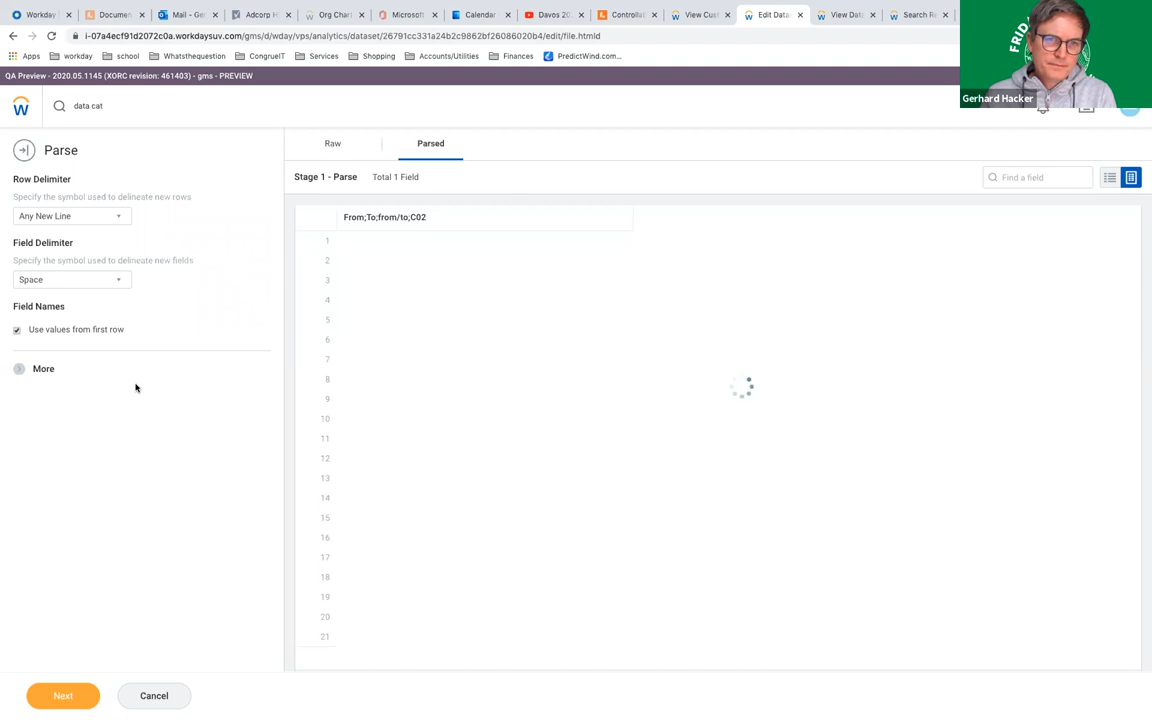 Workday
Documen
Mail - Ger
Adcorp H
Org Chart
Microsoft
Calendar
Davos 20
Controlla
View Cus
Edit Datas
View Data
Search Re
i-07a4ecf91d2072c0a.workdaysuv.com/gms/d/wday/vps/analytics/dataset/26791cc331a24b2c9862bf26086020b4/edit/file.htmld
Apps workday school Whatsthequestion CongrueIT Services Shopping Accounts/Utilities Finances PredictWind.com...
QA Preview - 2020.05.1145 (XORC revision: 461403) - gms - PREVIEW
FRID
Gerhard Hacker
data cat
Parse
Row Delimiter
Specify the symbol used to delineate new rows
Any New Line
Field Delimiter
Specify the symbol used to delineate new fields
Space
Field Names
Use values from first row
More
Raw Parsed
Stage 1 - Parse Total 1 Field
Find a field
From;To;from/to;C02
1
2
3
4
5
6
7
8
9
10
11
12
13
14
15
16
17
18
19
20
21
Next Cancel